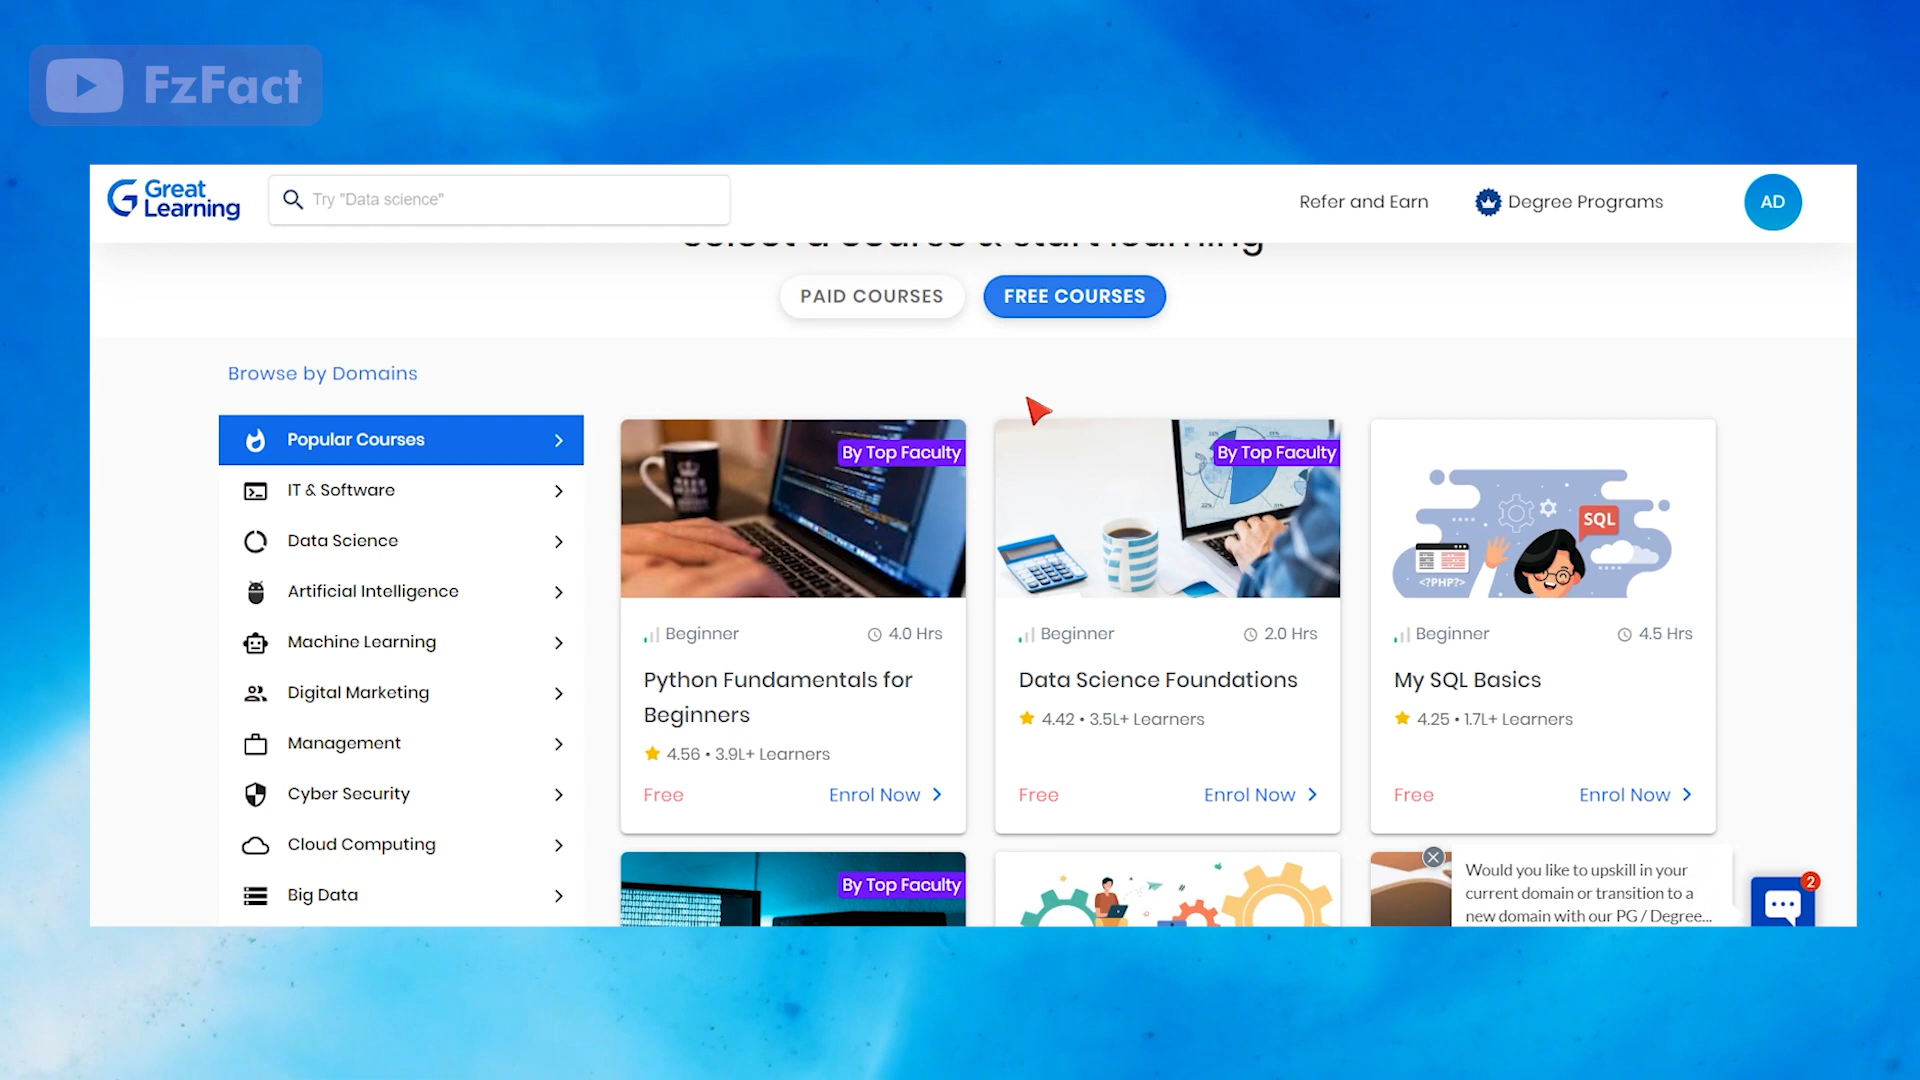 FzFact
Great
Learning
Try "Data science"
Refer and Earn
Degree Programs
AD
Select a course & start learning
PAID COURSES
FREE COURSES
Browse by Domains
Popular Courses
IT & Software
Data Science
Artificial Intelligence
Machine Learning
Digital Marketing
Management
Cyber Security
Cloud Computing
Big Data
By Top Faculty
Beginner
4.0 Hrs
Python Fundamentals for
Beginners
4.56 • 3.9L+ Learners
Free
Enrol Now
By Top Faculty
Beginner
2.0 Hrs
Data Science Foundations
4.42 • 3.5L+ Learners
Free
Enrol Now
SQL
<?PHP?>
Beginner
4.5 Hrs
My SQL Basics
4.25 • 1.7L+ Learners
Free
Enrol Now
By Top Faculty
Would you like to upskill in your
current domain or transition to a
new domain with our PG / Degree...
2